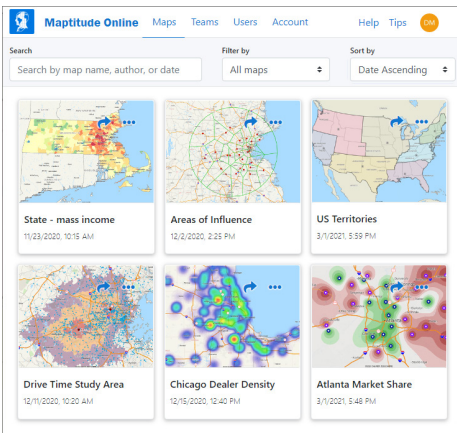 Maptitude Online Maps Teams Users Account Help Tips DM
Search Filter by Sort by
Search by map name, author, or date All maps Date Ascending
State - mass income Areas of Influence US Territories
11/23/2020, 10:15 AM 12/2/2020, 2:25 PM 3/1/2021, 5:59 PM
Drive Time Study Area Chicago Dealer Density Atlanta Market Share
12/11/2020, 10:20 AM 12/15/2020, 12:40 PM 3/1/2021, 5:48 PM